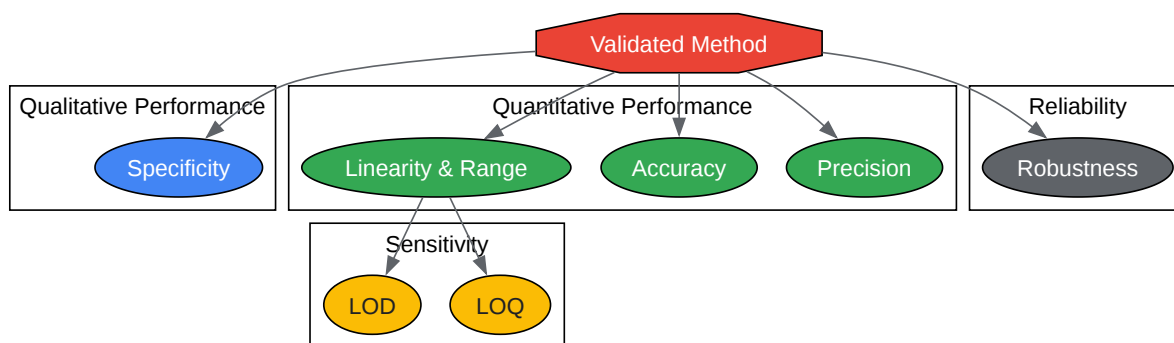 Validated Method
Qualitative Performance
Quantitative Performance
Reliability
Specificity
Linearity & Range
Accuracy
Precision
Robustness
Sensitivity
LOD
LOQ